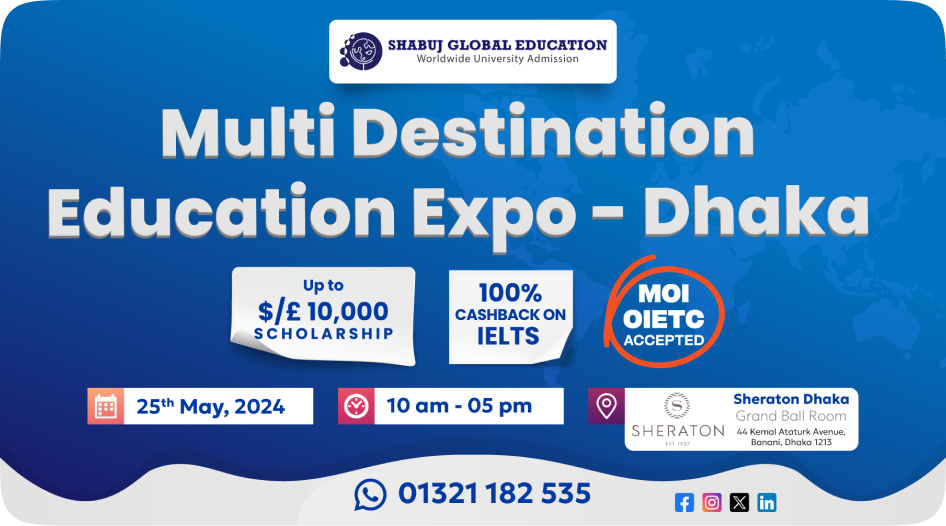 SHABUJ GLOBAL EDUCATION
Worldwide University Admission
Multi Destination
Education Expo - Dhaka
Up to
$/£ 10,000
SCHOLARSHIP
100%
CASHBACK ON
IELTS
MOI
OIETC
ACCEPTED
25th May, 2024
10 am - 05 pm
SHERATON
EST 1937
Sheraton Dhaka
Grand Ball Room
44 Kemal Ataturk Avenue,
Banani, Dhaka 1213
01321 182 535